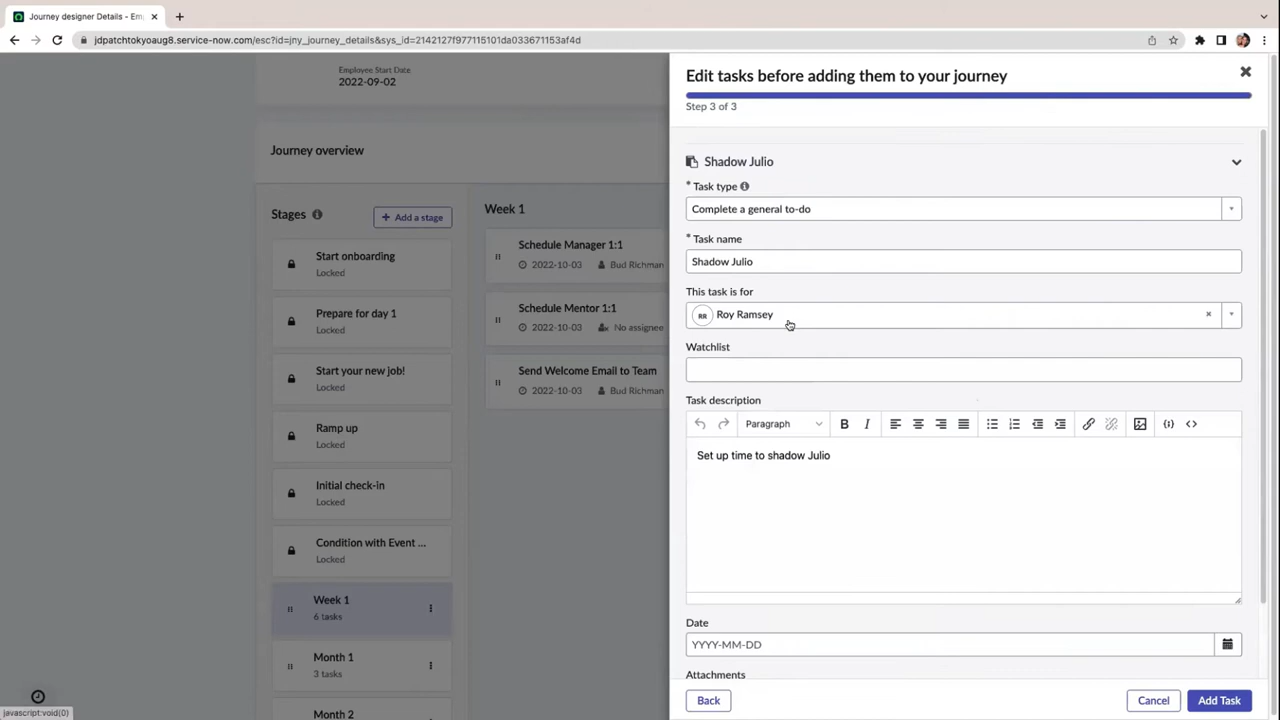 Journey designer Details - Em
jdpatchtokyoaug8.service-now.com/esc?id=jny_journey_details&sys_id=2142127f977115101da033671153af4d
Employee Start Date
2022-09-02
Journey overview
Stages
+ Add a stage
Start onboarding
Locked
Prepare for day 1
Locked
Start your new job!
Locked
Ramp up
Locked
Initial check-in
Locked
Condition with Event ...
Locked
Week 1
6 tasks
Month 1
3 tasks
Month 2
Week 1
Schedule Manager 1:1
2022-10-03 Bud Richman
Schedule Mentor 1:1
2022-10-03 No assignee
Send Welcome Email to Team
2022-10-03 Bud Richman
Edit tasks before adding them to your journey
Step 3 of 3
Shadow Julio
* Task type
Complete a general to-do
* Task name
Shadow Julio
This task is for
RR Roy Ramsey
Watchlist
Task description
Paragraph B I
Set up time to shadow Julio
Date
YYYY-MM-DD
Attachments
Back Cancel Add Task
javascript:void(0)